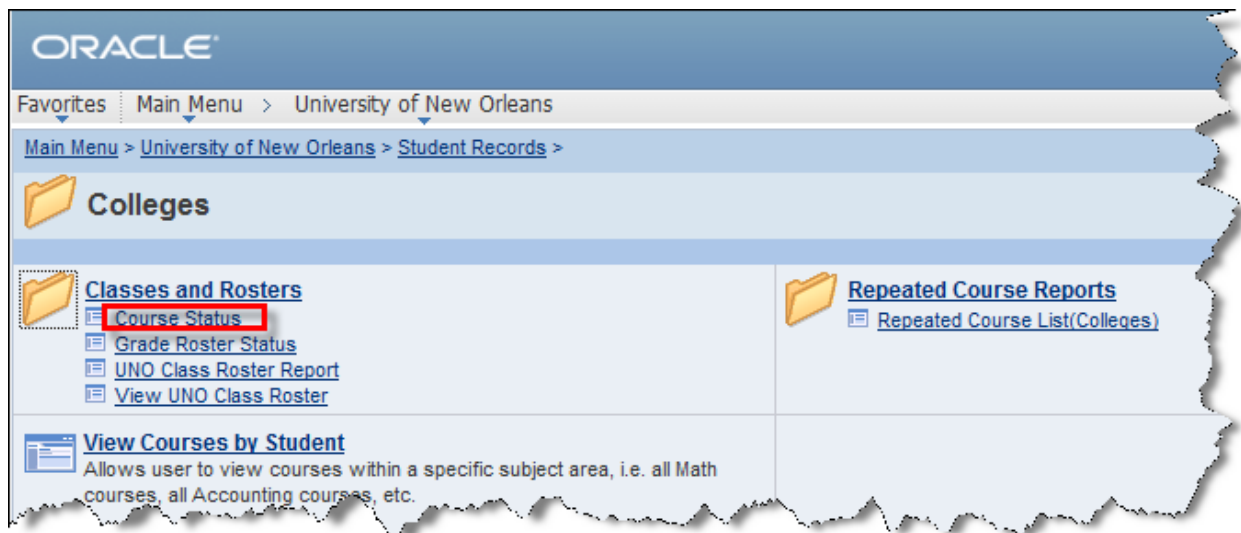 ORACLE
Favorites Main Menu > University of New Orleans
Main Menu > University of New Orleans > Student Records >
Colleges
Classes and Rosters
Course Status
Grade Roster Status
UNO Class Roster Report
View UNO Class Roster
Repeated Course Reports
Repeated Course List(Colleges)
View Courses by Student
Allows user to view courses within a specific subject area, i.e. all Math
courses, all Accounting courses, etc.